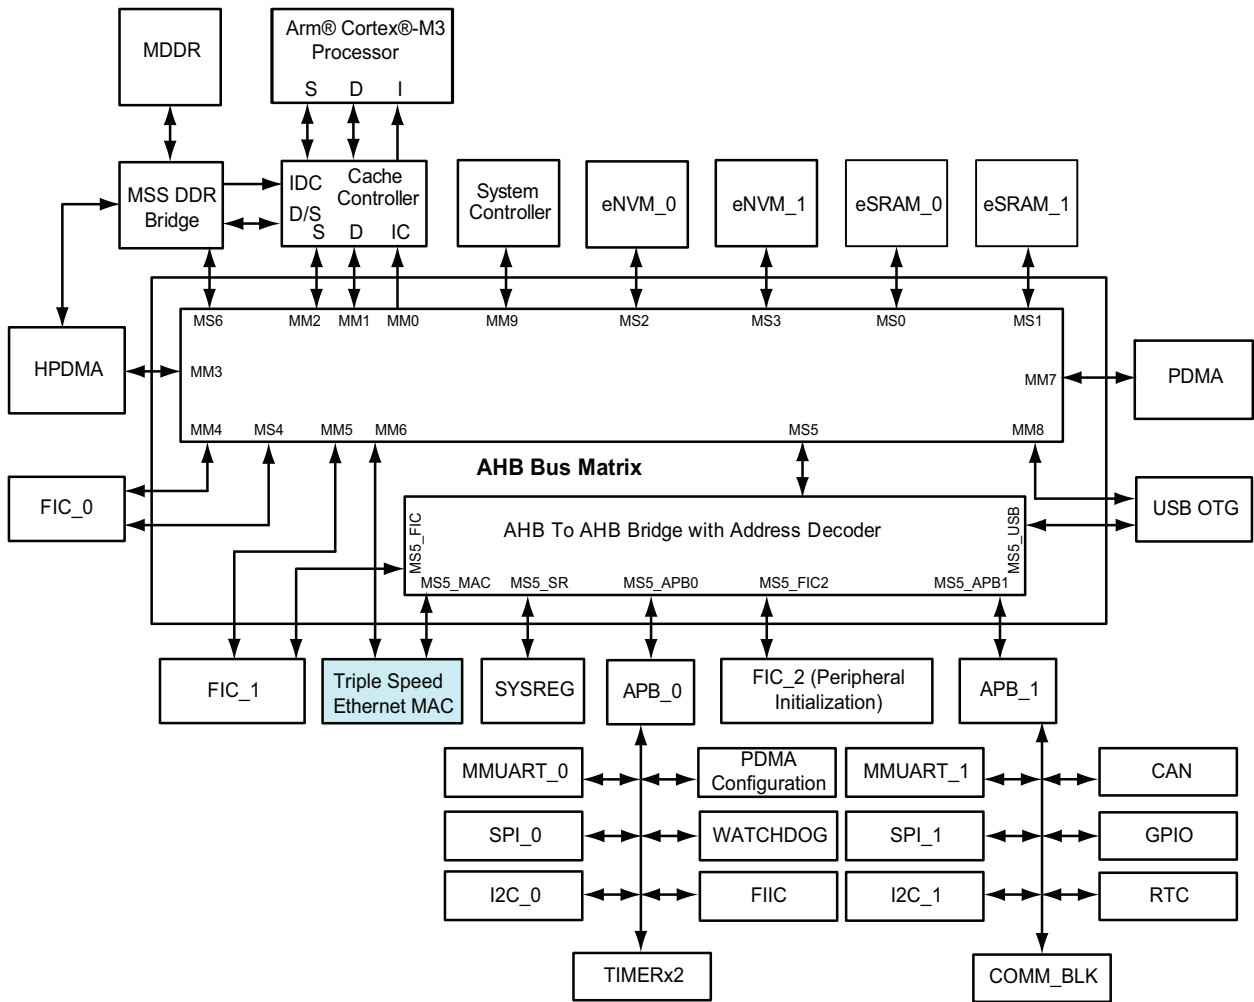 MDDR
Arm® Cortex®-M3
Processor
S D I
MSS DDR
Bridge
IDC
Cache
Controller
D/S
S D IC
System
Controller
eNVM_0
eNVM_1
eSRAM_0
eSRAM_1
MS6
MM2
MM1
MM0
MM9
MS2
MS3
MS0
MS1
HPDMA
MM3
MM7
PDMA
MM4
MS4
MM5
MM6
MS5
MM8
AHB Bus Matrix
FIC_0
USB OTG
MS5_FIC
AHB To AHB Bridge with Address Decoder
MS5_USB
MS5_MAC
MS5_SR
MS5_APB0
MS5_FIC2
MS5_APB1
FIC_1
Triple Speed
Ethernet MAC
SYSREG
APB_0
FIC_2 (Peripheral
Initialization)
APB_1
MMUART_0
PDMA
Configuration
MMUART_1
CAN
SPI_0
WATCHDOG
SPI_1
GPIO
I2C_0
FIIC
I2C_1
RTC
TIMERx2
COMM_BLK